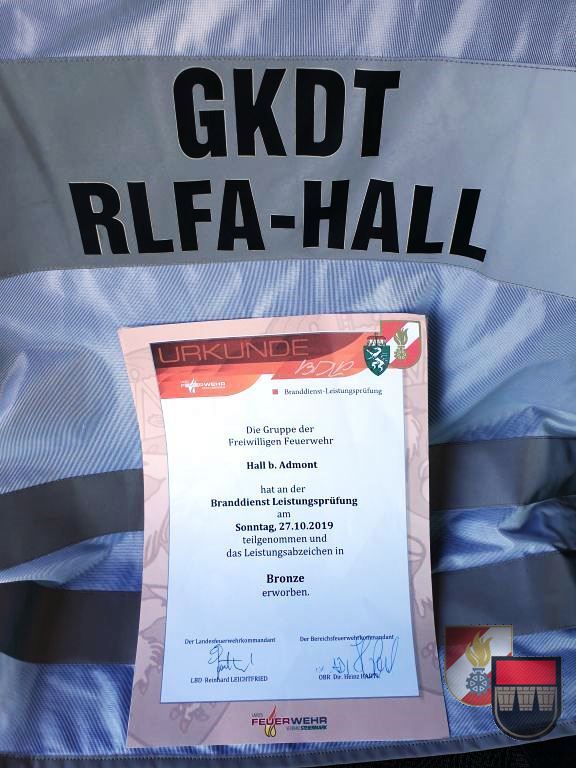 GKDT
RLFA-HALL
URKUNDE
BDLP
FEUERWEHR
Branddienst-Leistungsprüfung
Die Gruppe der
Freiwilligen Feuerwehr
Hall b. Admont
hat an der
Branddienst Leistungsprüfung
am
Sonntag, 27.10.2019
teilgenommen und
das Leistungsabzeichen in
Bronze
erworben.
Der Landesfeuerwehrkommandant
Der Bereichsfeuerwehrkommandant
LBD Reinhard LEICHTFRIED
OBR Dir. Heinz HARTL
FEUERWEHR